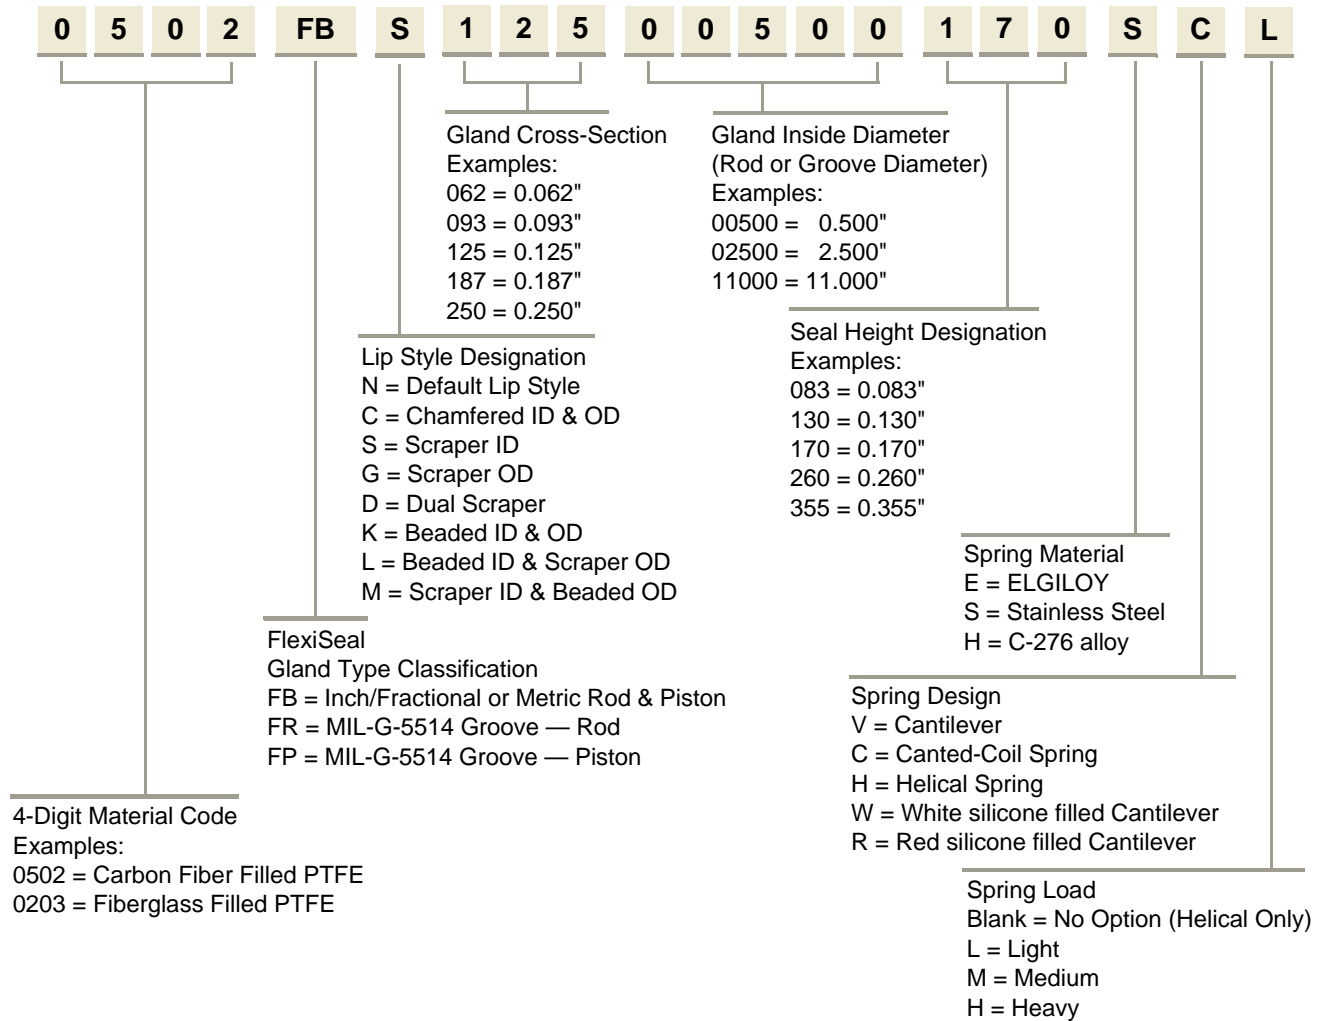 0 5 0 2 FB S 1 2 5 0 0 5 0 0 1 7 0 S C L
Gland Cross-Section
Examples:
062 = 0.062"
093 = 0.093"
125 = 0.125"
187 = 0.187"
250 = 0.250"
Gland Inside Diameter
(Rod or Groove Diameter)
Examples:
00500 = 0.500"
02500 = 2.500"
11000 = 11.000"
Seal Height Designation
Examples:
083 = 0.083"
130 = 0.130"
170 = 0.170"
260 = 0.260"
355 = 0.355"
Lip Style Designation
N = Default Lip Style
C = Chamfered ID & OD
S = Scraper ID
G = Scraper OD
D = Dual Scraper
K = Beaded ID & OD
L = Beaded ID & Scraper OD
M = Scraper ID & Beaded OD
Spring Material
E = ELGILOY
S = Stainless Steel
H = C-276 alloy
FlexiSeal
Gland Type Classification
FB = Inch/Fractional or Metric Rod & Piston
FR = MIL-G-5514 Groove — Rod
FP = MIL-G-5514 Groove — Piston
Spring Design
V = Cantilever
C = Canted-Coil Spring
H = Helical Spring
W = White silicone filled Cantilever
R = Red silicone filled Cantilever
4-Digit Material Code
Examples:
0502 = Carbon Fiber Filled PTFE
0203 = Fiberglass Filled PTFE
Spring Load
Blank = No Option (Helical Only)
L = Light
M = Medium
H = Heavy